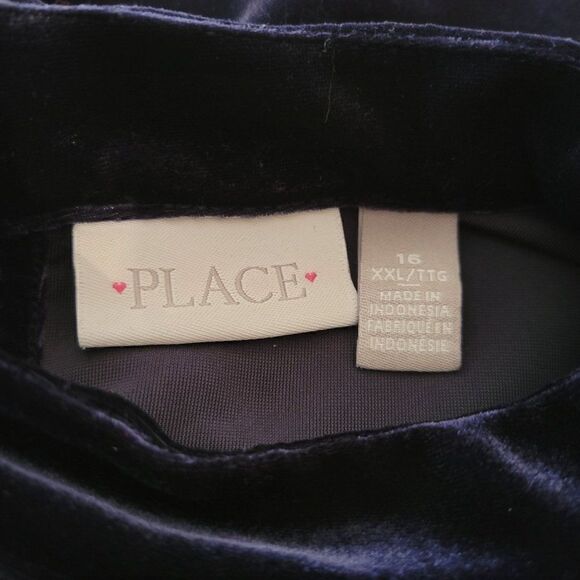 PLACE
16
XXL/TTG
MADE IN
INDONESIA
FABRIQUÉ EN
INDONÉSIE